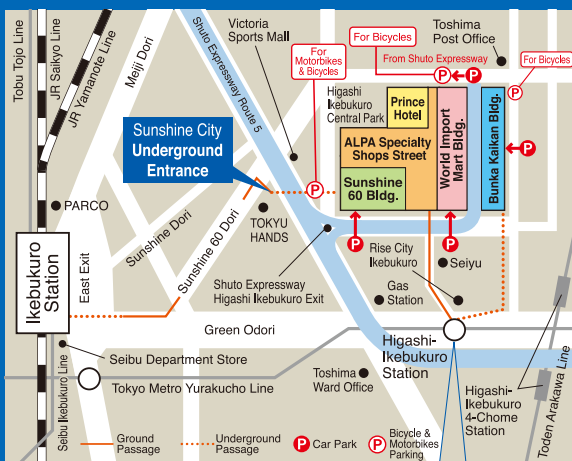 Tobu Tojo Line
JR Saikyo Line
JR Yamanote Line
Meiji Dori
Shuto Expressway Route 5
Victoria
Sports Mall
For
Motorbikes
& Bicycles
For Bicycles
Toshima
Post Office
From Shuto Expressway
P
P
For Bicycles
P
Higashi
Ikebukuro
Central Park
Prince
Hotel
World Import
Mart Bldg.
Bunka Kaikan Bldg.
P
ALPA Specialty
Shops Street
Sunshine
60 Bldg.
Sunshine City
Underground
Entrance
P
PARCO
Sunshine Dori
Sunshine 60 Dori
TOKYU
HANDS
P
P
Rise City
Ikebukuro
Seiyu
Ikebukuro
Station
East Exit
Shuto Expressway
Higashi Ikebukuro Exit
Gas
Station
Green Odori
Higashi-
Ikebukuro
Station
Seibu Department Store
Seibu Ikebukuro Line
Tokyo Metro Yurakucho Line
Toshima
Ward Office
Higashi-
Ikebukuro
4-Chome
Station
Toden Arakawa Line
Ground
Passage
Underground
Passage
P Car Park
P Bicycle &
Motorbikes
Parking